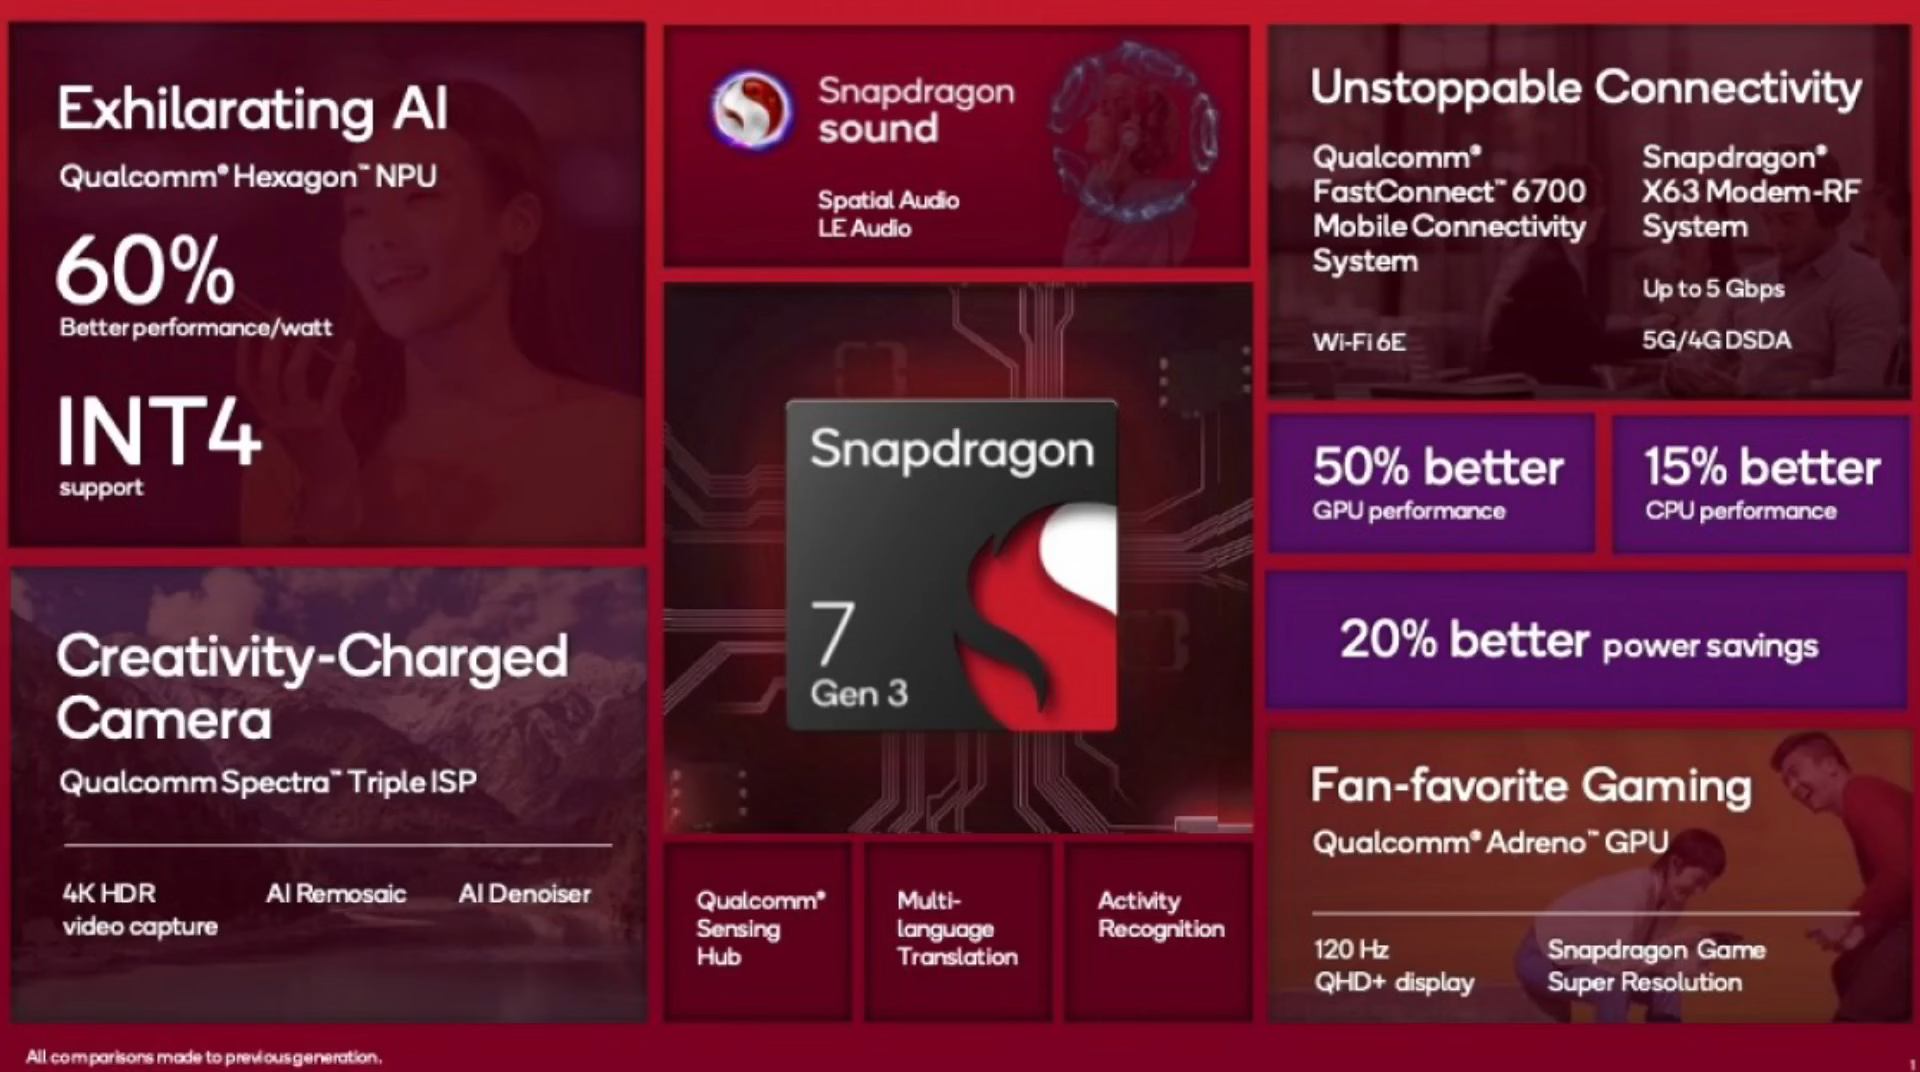 Exhilarating AI
Qualcomm® Hexagon™ NPU
60%
Better performance/watt
INT4
support
Creativity-Charged
Camera
Qualcomm Spectra™ Triple ISP
4K HDR
video capture
AI Remosaic
AI Denoiser
Snapdragon
sound
Spatial Audio
LE Audio
Snapdragon
7
Gen 3
Qualcomm®
Sensing
Hub
Multi-
language
Translation
Activity
Recognition
Unstoppable Connectivity
Qualcomm®
FastConnect™ 6700
Mobile Connectivity
System
Wi-Fi 6E
Snapdragon®
X63 Modem-RF
System
Up to 5 Gbps
5G/4G DSDA
50% better
GPU performance
15% better
CPU performance
20% better power savings
Fan-favorite Gaming
Qualcomm® Adreno™ GPU
120 Hz
QHD+ display
Snapdragon Game
Super Resolution
All comparisons made to previous generation.
1